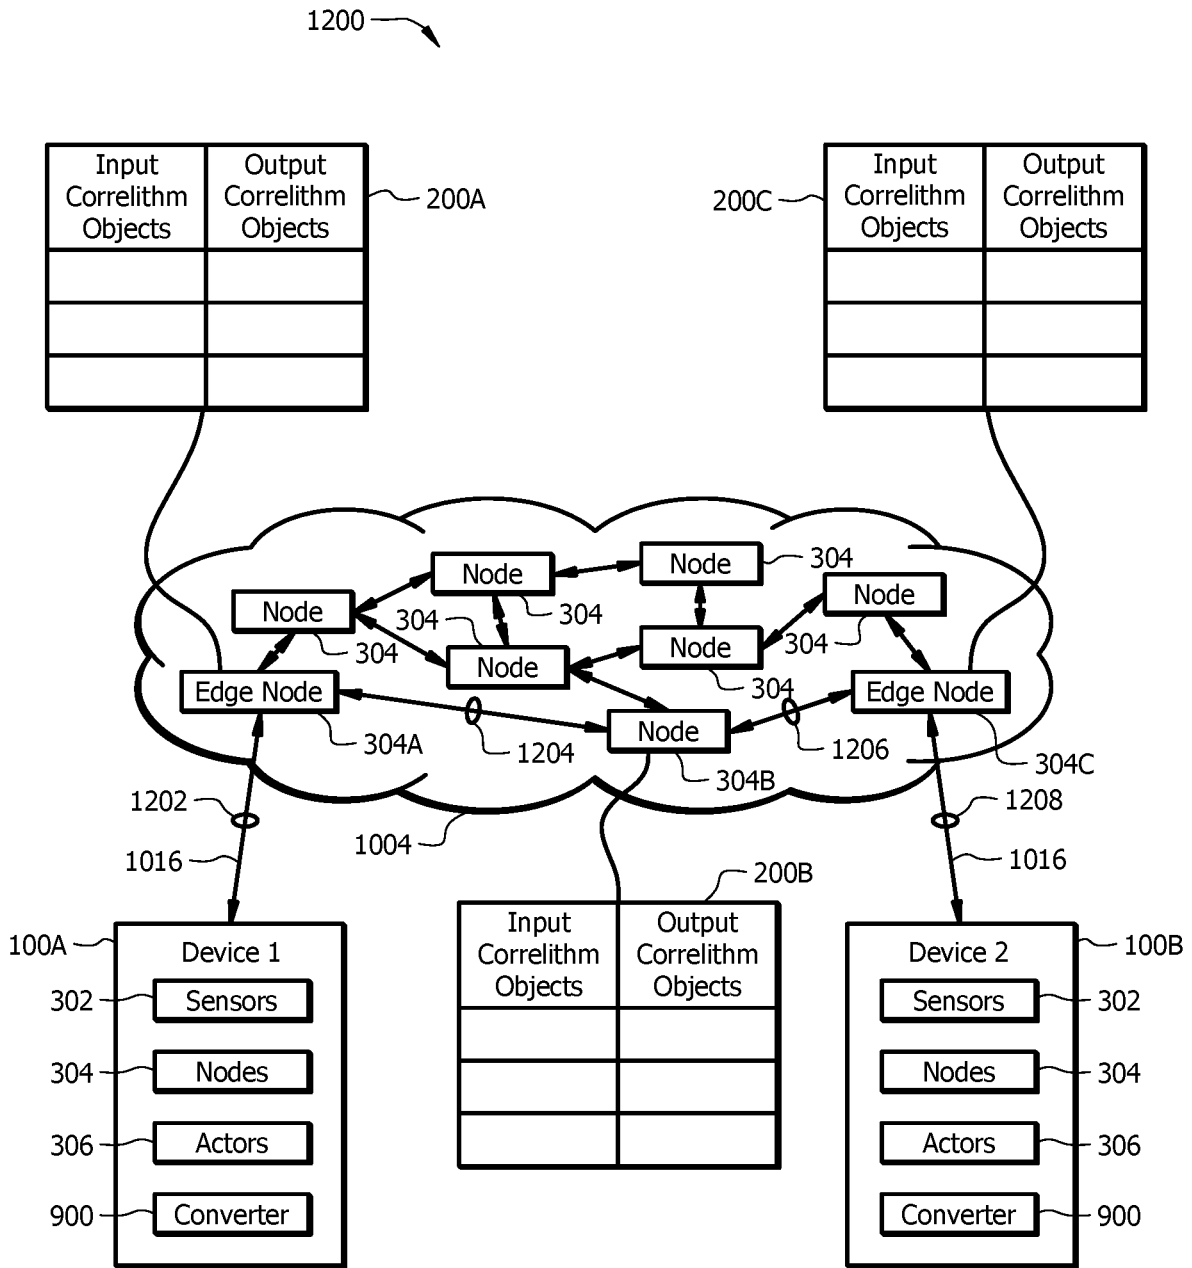 1200
Input
Correlithm
Objects
Output
Correlithm
Objects
200A
200C
Input
Correlithm
Objects
Output
Correlithm
Objects
Node
304
Node
304
Node
304
Node
304
Node
304
Node
304
Edge Node
304A
1204
Node
304B
1206
Edge Node
304C
1202
1004
1208
1016
1016
200B
Input
Correlithm
Objects
Output
Correlithm
Objects
100A
Device 1
302
Sensors
304
Nodes
306
Actors
900
Converter
100B
Device 2
Sensors
302
Nodes
304
Actors
306
Converter
900